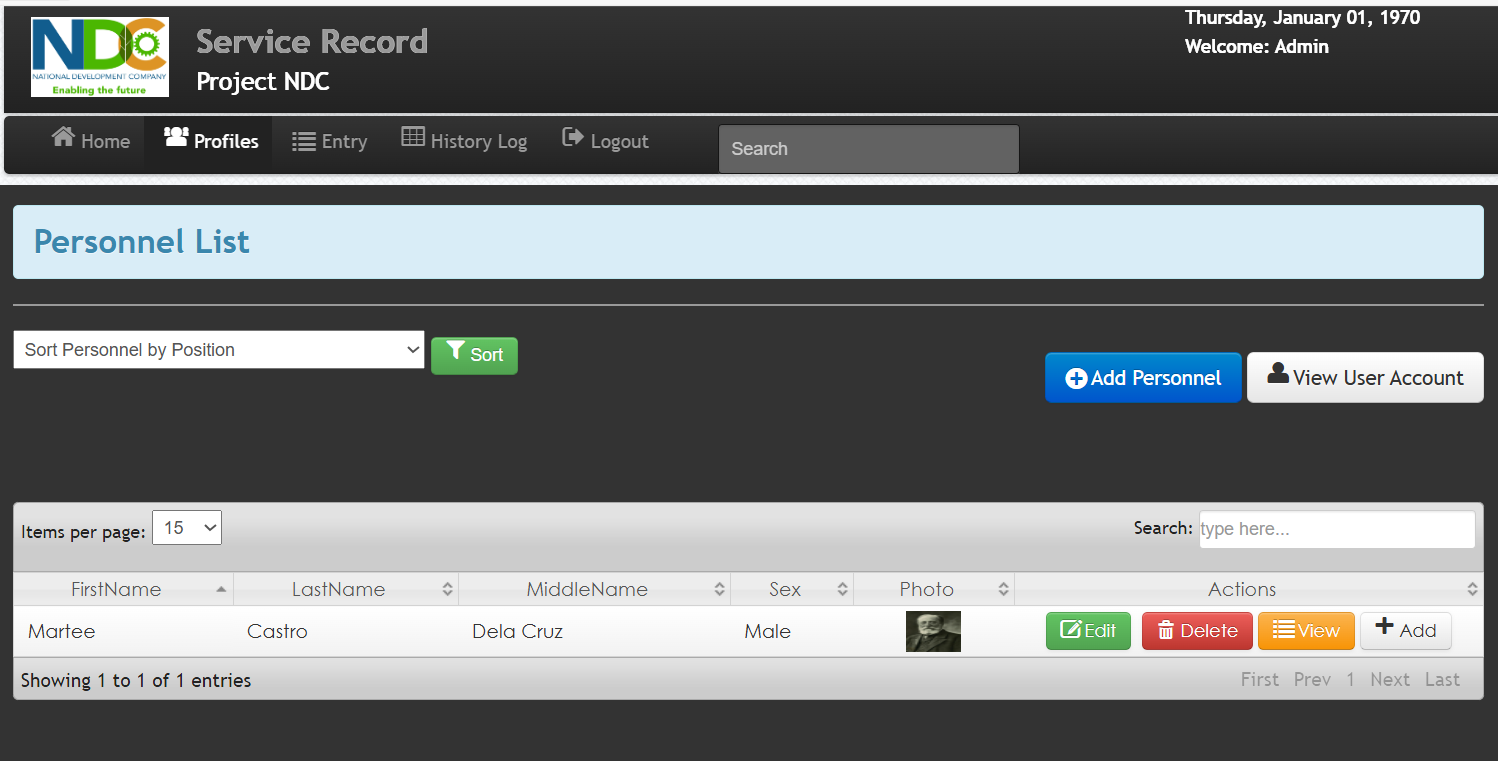 NDC
NATIONAL DEVELOPMENT COMPANY
Enabling the future
Service Record
Project NDC
Thursday, January 01, 1970
Welcome: Admin
Home Profiles Entry History Log Logout Search
Personnel List
Sort Personnel by Position Sort
Add Personnel View User Account
Items per page: 15 Search: type here...
FirstName LastName MiddleName Sex Photo Actions
Martee Castro Dela Cruz Male Edit Delete View Add
Showing 1 to 1 of 1 entries First Prev 1 Next Last